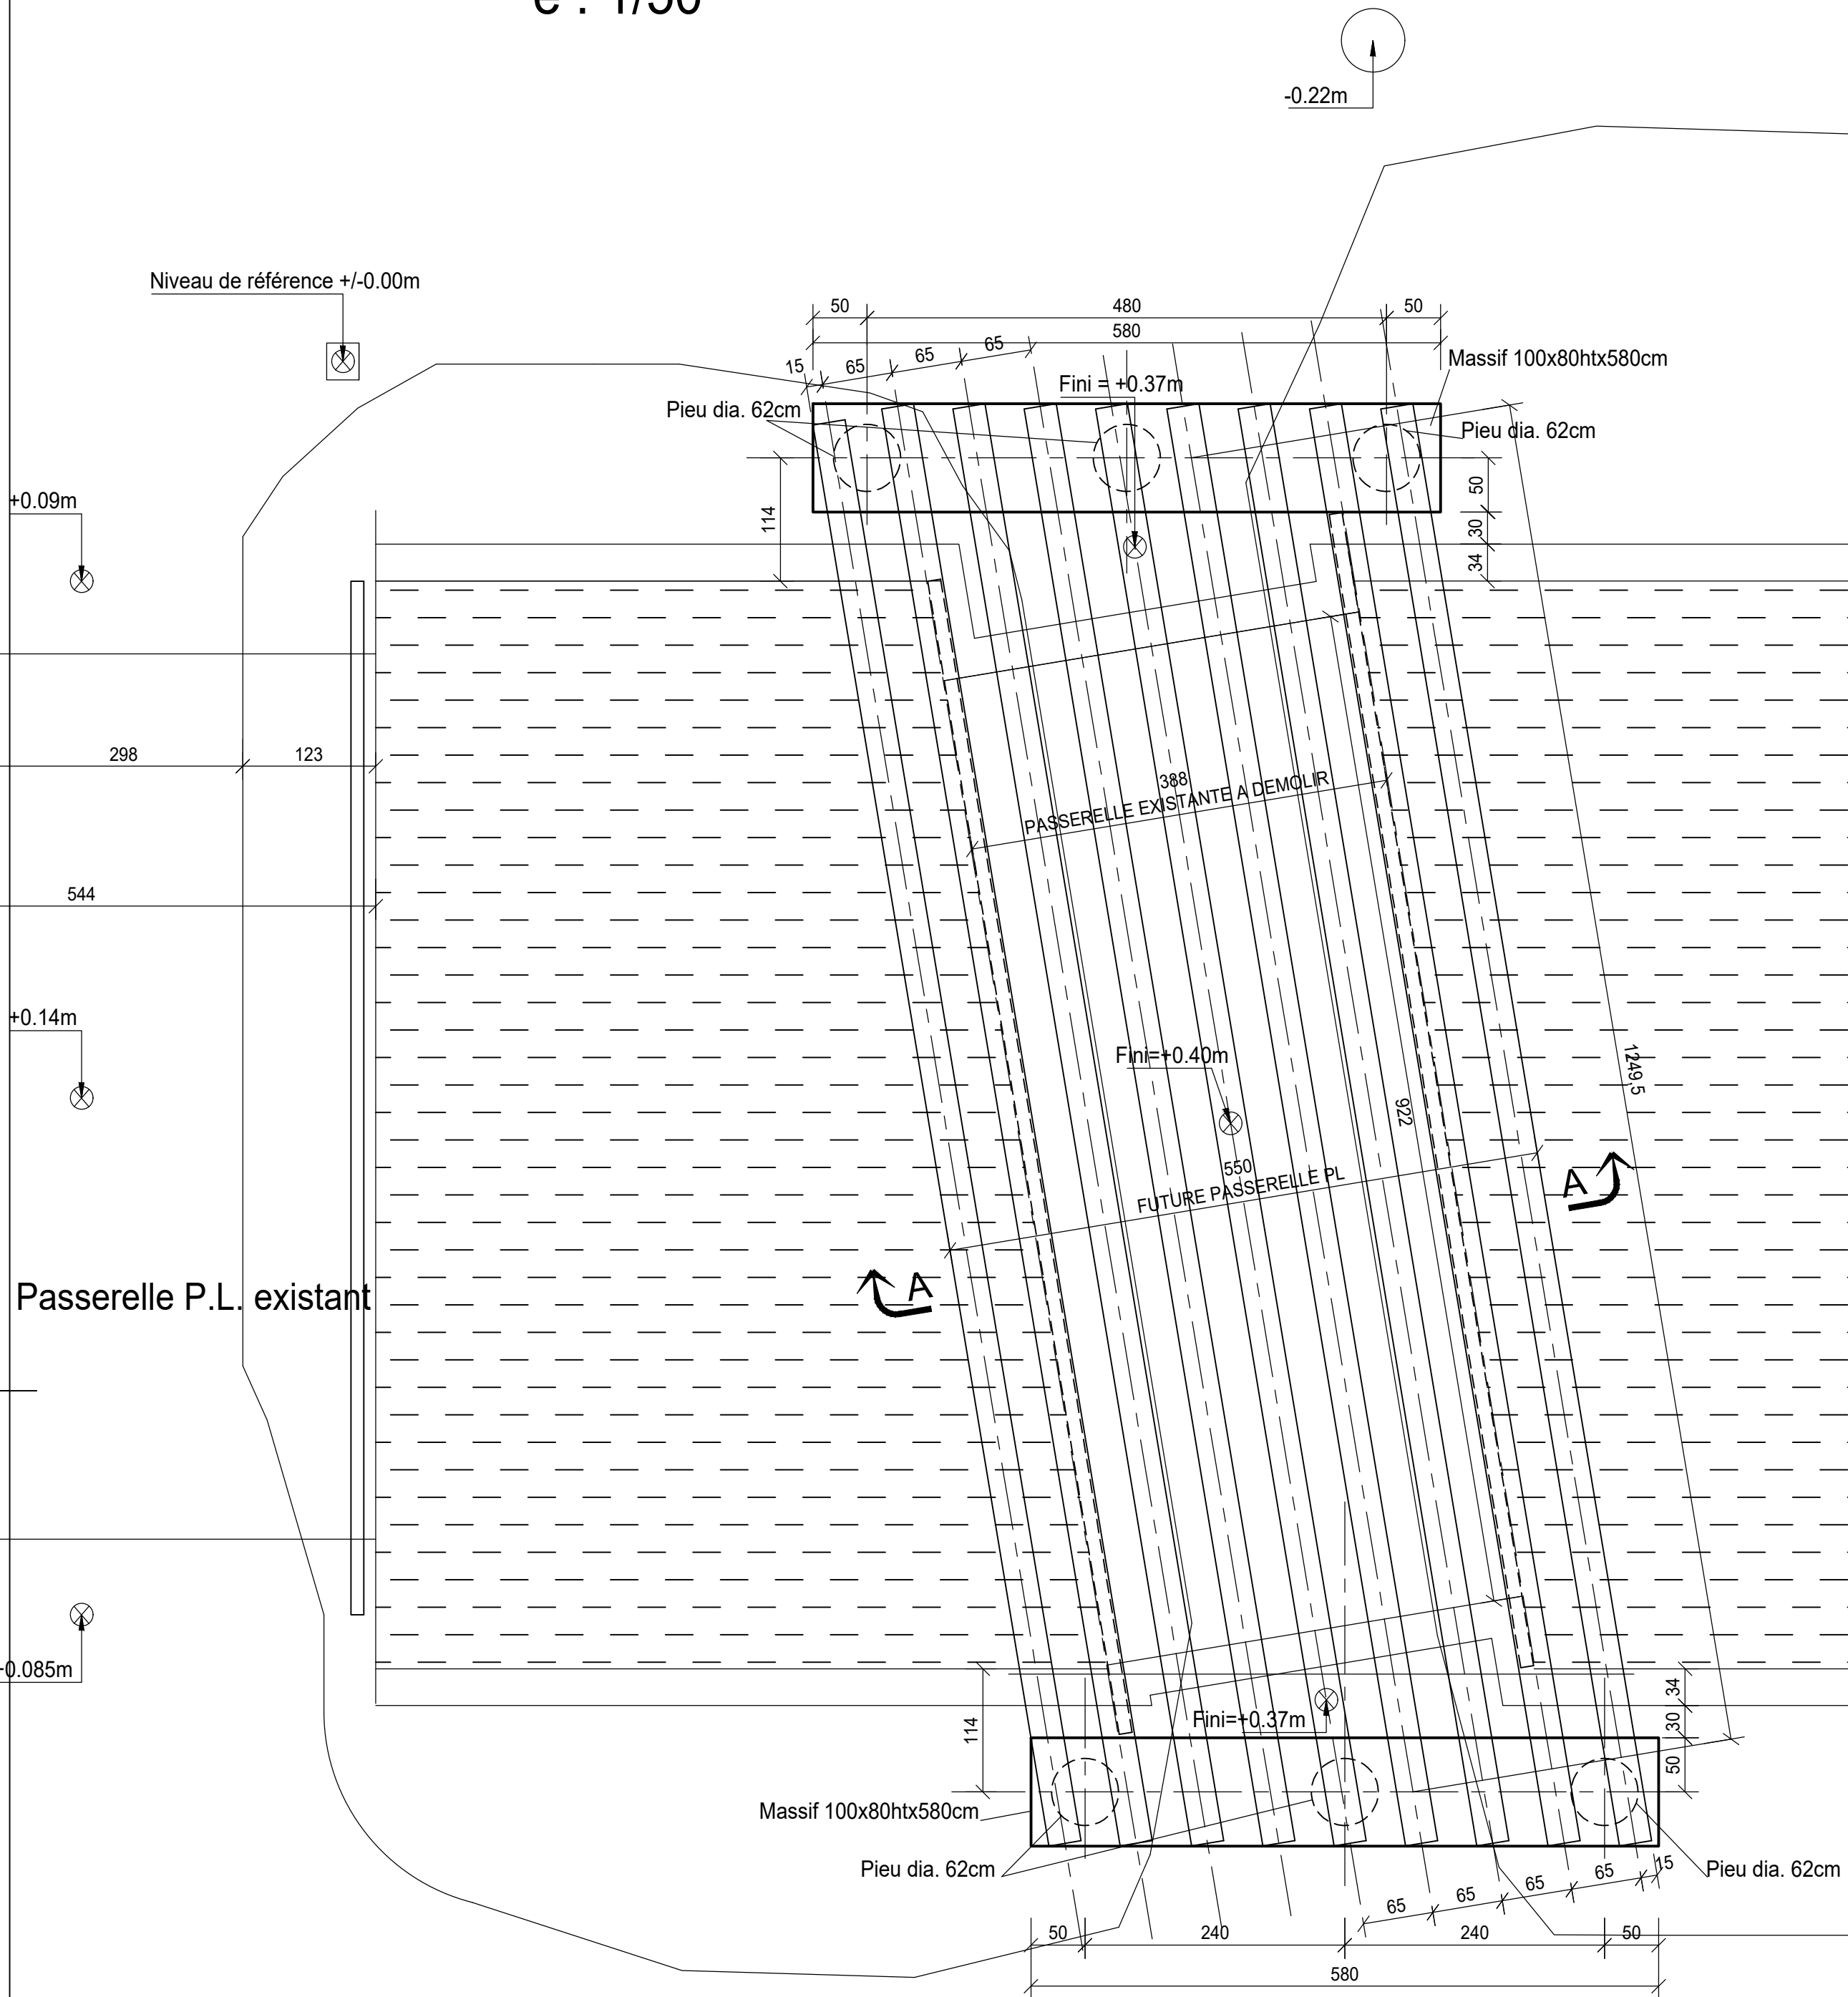 e : 1/50
-0.22m
Niveau de référence +/-0.00m
50
480
50
580
15
65
65
65
Massif 100x80htx580cm
Fini = +0.37m
Pieu dia. 62cm
Pieu dia. 62cm
+0.09m
114
50
30
34
298
123
388
PASSERELLE EXISTANTE A DEMOLIR
544
+0.14m
Fini=+0.40m
1249,5
922
550
FUTURE PASSERELLE PL
A
A
Passerelle P.L. existant
0.085m
114
Fini=+0.37m
34
30
50
Massif 100x80htx580cm
Pieu dia. 62cm
Pieu dia. 62cm
65
65
65
65
15
50
240
240
50
580